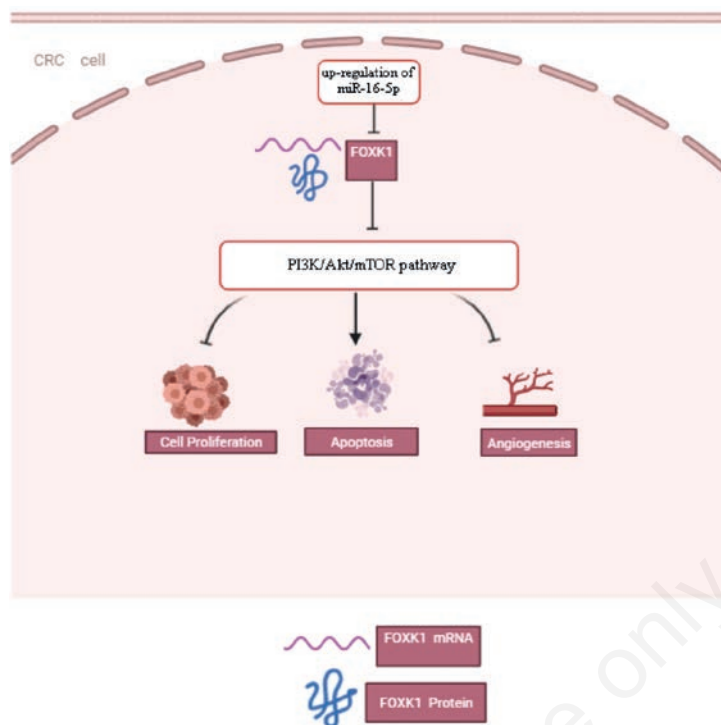 CRC cell
up-regulation of
miR-16-5p
FOXK1
PI3K/Akt/mTOR pathway
Cell Proliferation
Apoptosis
Angiogenesis
FOXK1 mRNA
FOXK1 Protein
e only